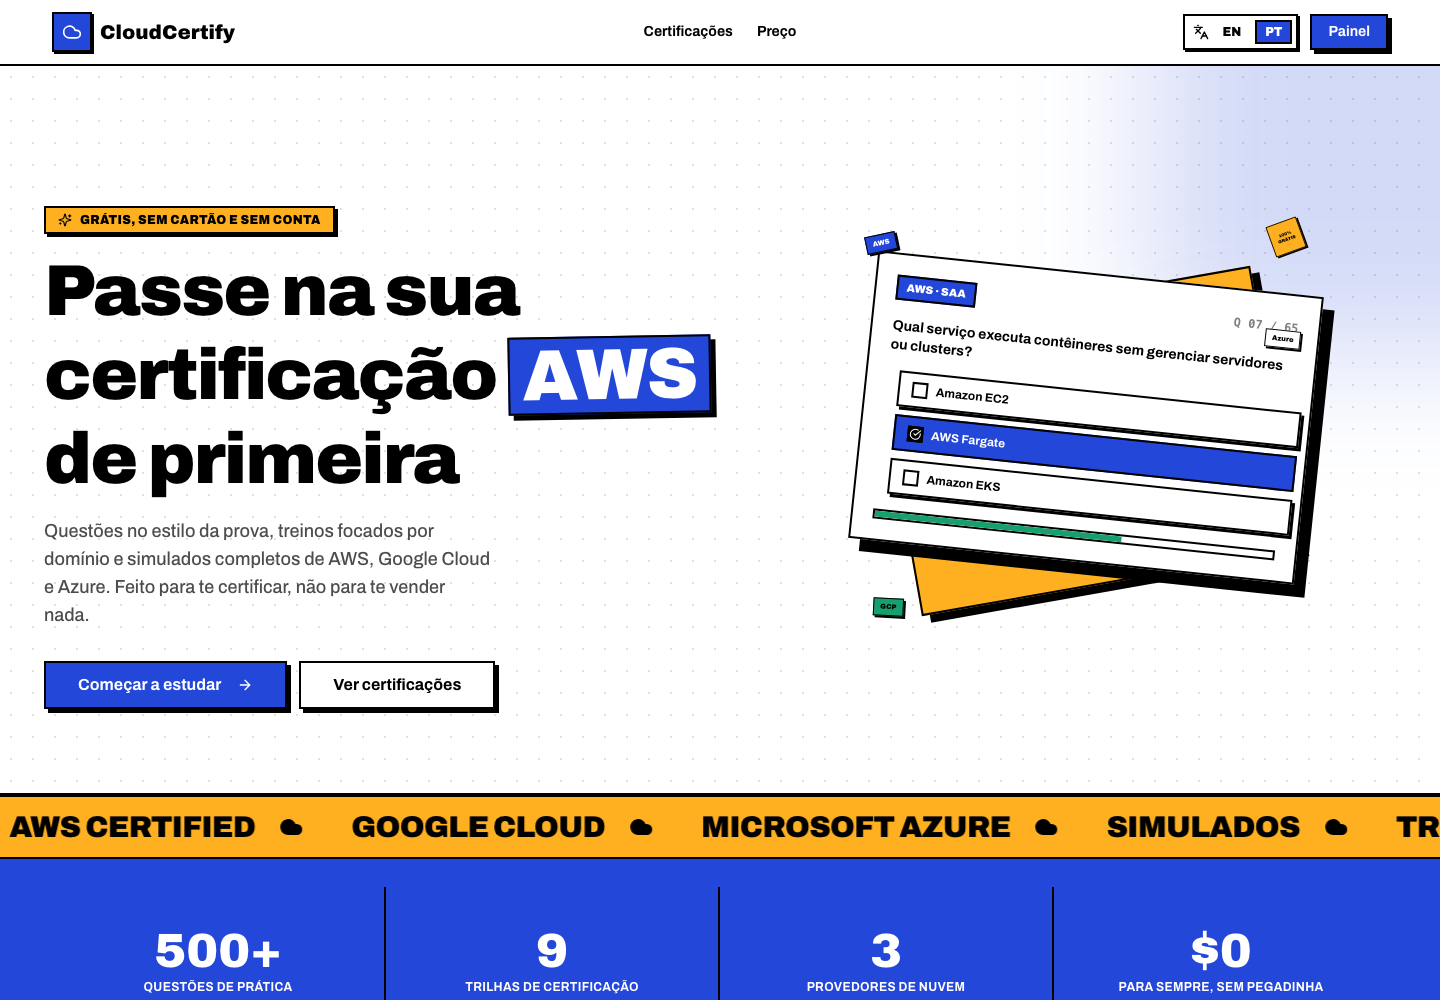 CloudCertify
Certificações
Preço
EN
PT
Painel
GRÁTIS, SEM CARTÃO E SEM CONTA
Passe na sua
certificação AWS
de primeira
Questões no estilo da prova, treinos focados por
domínio e simulados completos de AWS, Google Cloud
e Azure. Feito para te certificar, não para te vender
nada.
Começar a estudar
Ver certificações
AWS
100%
GRÁTIS
AWS · SAA
Q 07 / 65
Azure
Qual serviço executa contêineres sem gerenciar servidores
ou clusters?
Amazon EC2
AWS Fargate
Amazon EKS
GCP
AWS CERTIFIED
GOOGLE CLOUD
MICROSOFT AZURE
SIMULADOS
TR
500+
QUESTÕES DE PRÁTICA
9
TRILHAS DE CERTIFICAÇÃO
3
PROVEDORES DE NUVEM
$0
PARA SEMPRE, SEM PEGADINHA